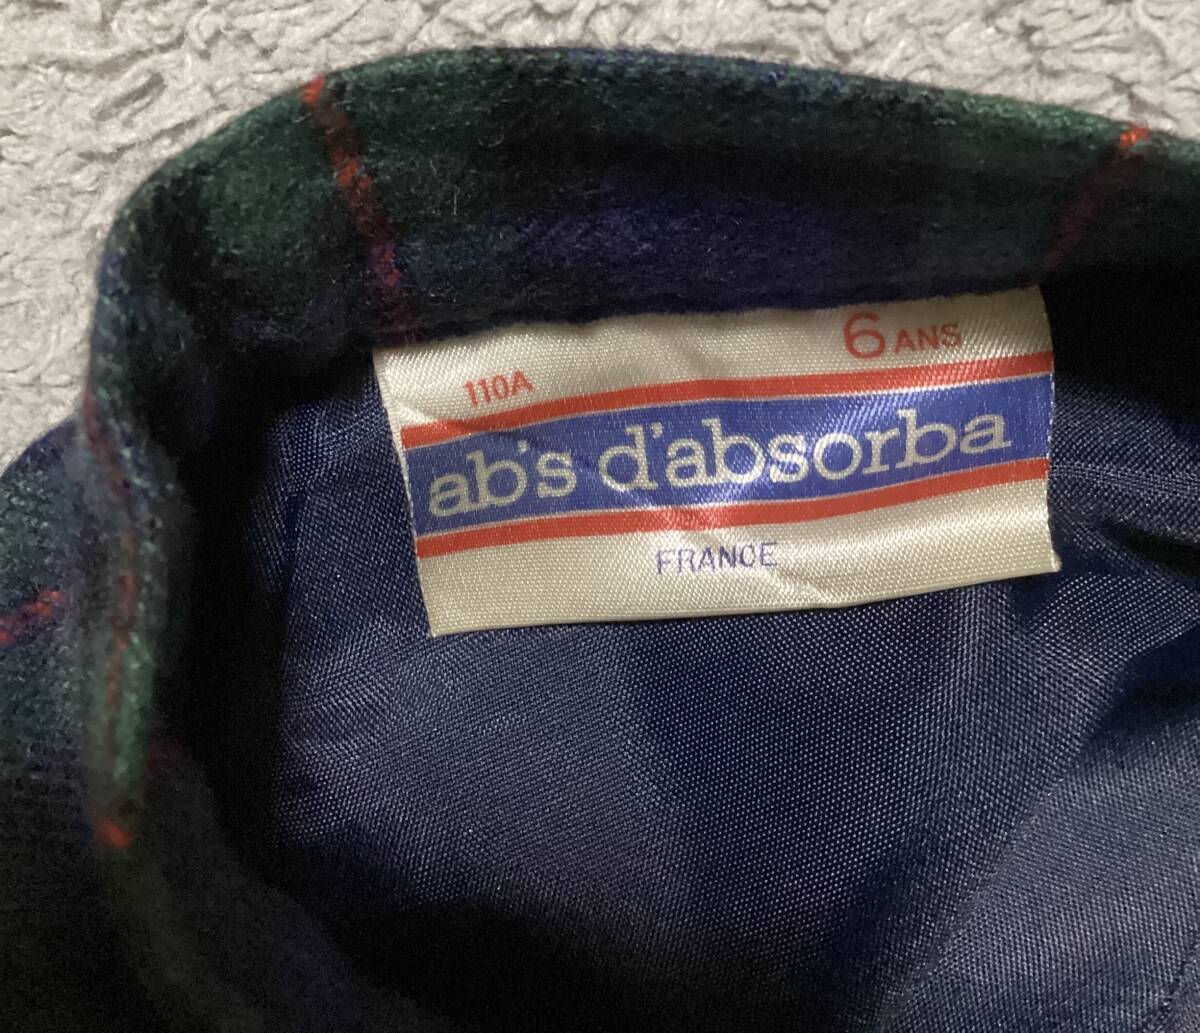 110A 6 ANS
ab's d'absorba
FRANCE